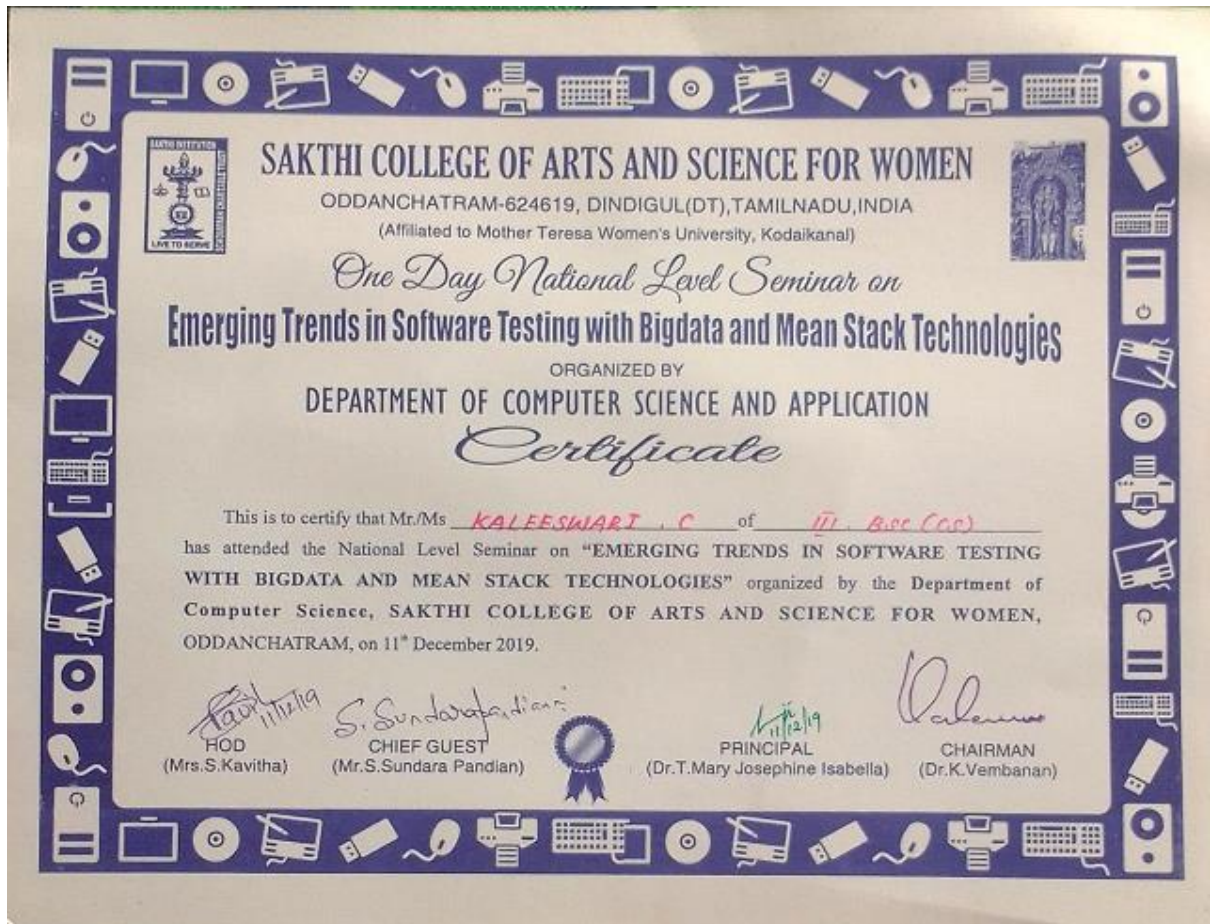 SAKTHI INSTITUTION
LIVE TO SERVE
SAKTHI COLLEGE OF ARTS AND SCIENCE FOR WOMEN
ODDANCHATRAM-624619, DINDIGUL(DT),TAMILNADU,INDIA
(Affiliated to Mother Teresa Women's University, Kodaikanal)
One Day National Level Seminar on
Emerging Trends in Software Testing with Bigdata and Mean Stack Technologies
ORGANIZED BY
DEPARTMENT OF COMPUTER SCIENCE AND APPLICATION
Certificate
This is to certify that Mr./Ms KALEESWARI . C of III . B.SC (CS)
has attended the National Level Seminar on “EMERGING TRENDS IN SOFTWARE TESTING
WITH BIGDATA AND MEAN STACK TECHNOLOGIES” organized by the Department of
Computer Science, SAKTHI COLLEGE OF ARTS AND SCIENCE FOR WOMEN,
ODDANCHATRAM, on 11th December 2019.
11/12/19 S. Sundarapandian 11/12/19
HOD CHIEF GUEST PRINCIPAL CHAIRMAN
(Mrs.S.Kavitha) (Mr.S.Sundara Pandian) (Dr.T.Mary Josephine Isabella) (Dr.K.Vembanan)